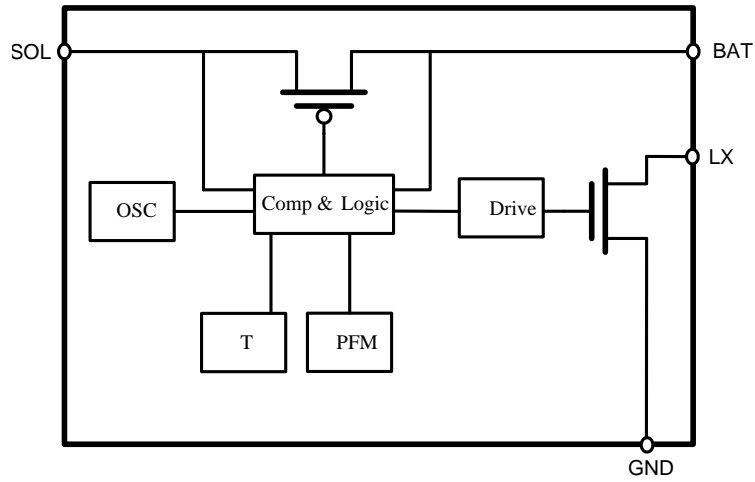 SOL
BAT
LX
OSC
Comp & Logic
Drive
T
PFM
GND